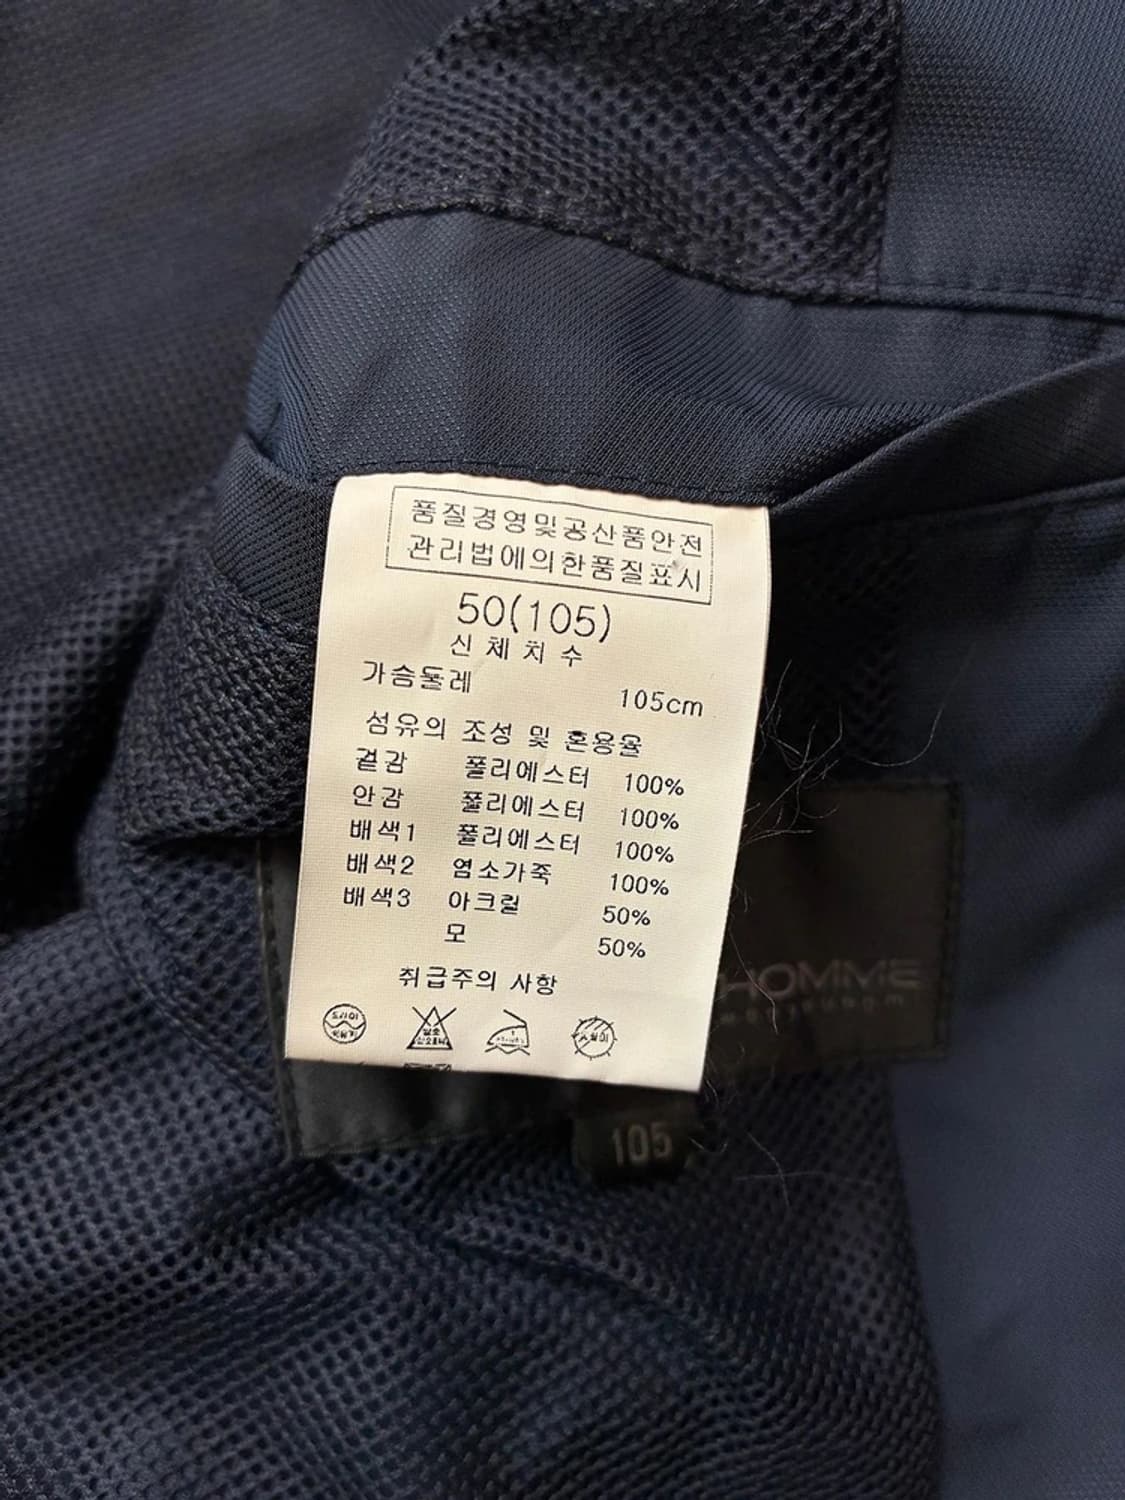 품질경영및공산품안전
관리법에의한품질표시
50(105)
신체치수
가슴둘레 105cm
섬유의 조성 및 혼용율
겉감 폴리에스터 100%
안감 폴리에스터 100%
배색1 폴리에스터 100%
배색2 염소가죽 100%
배색3 아크릴 50%
모 50%
취급주의 사항
드라이
HOMME
105